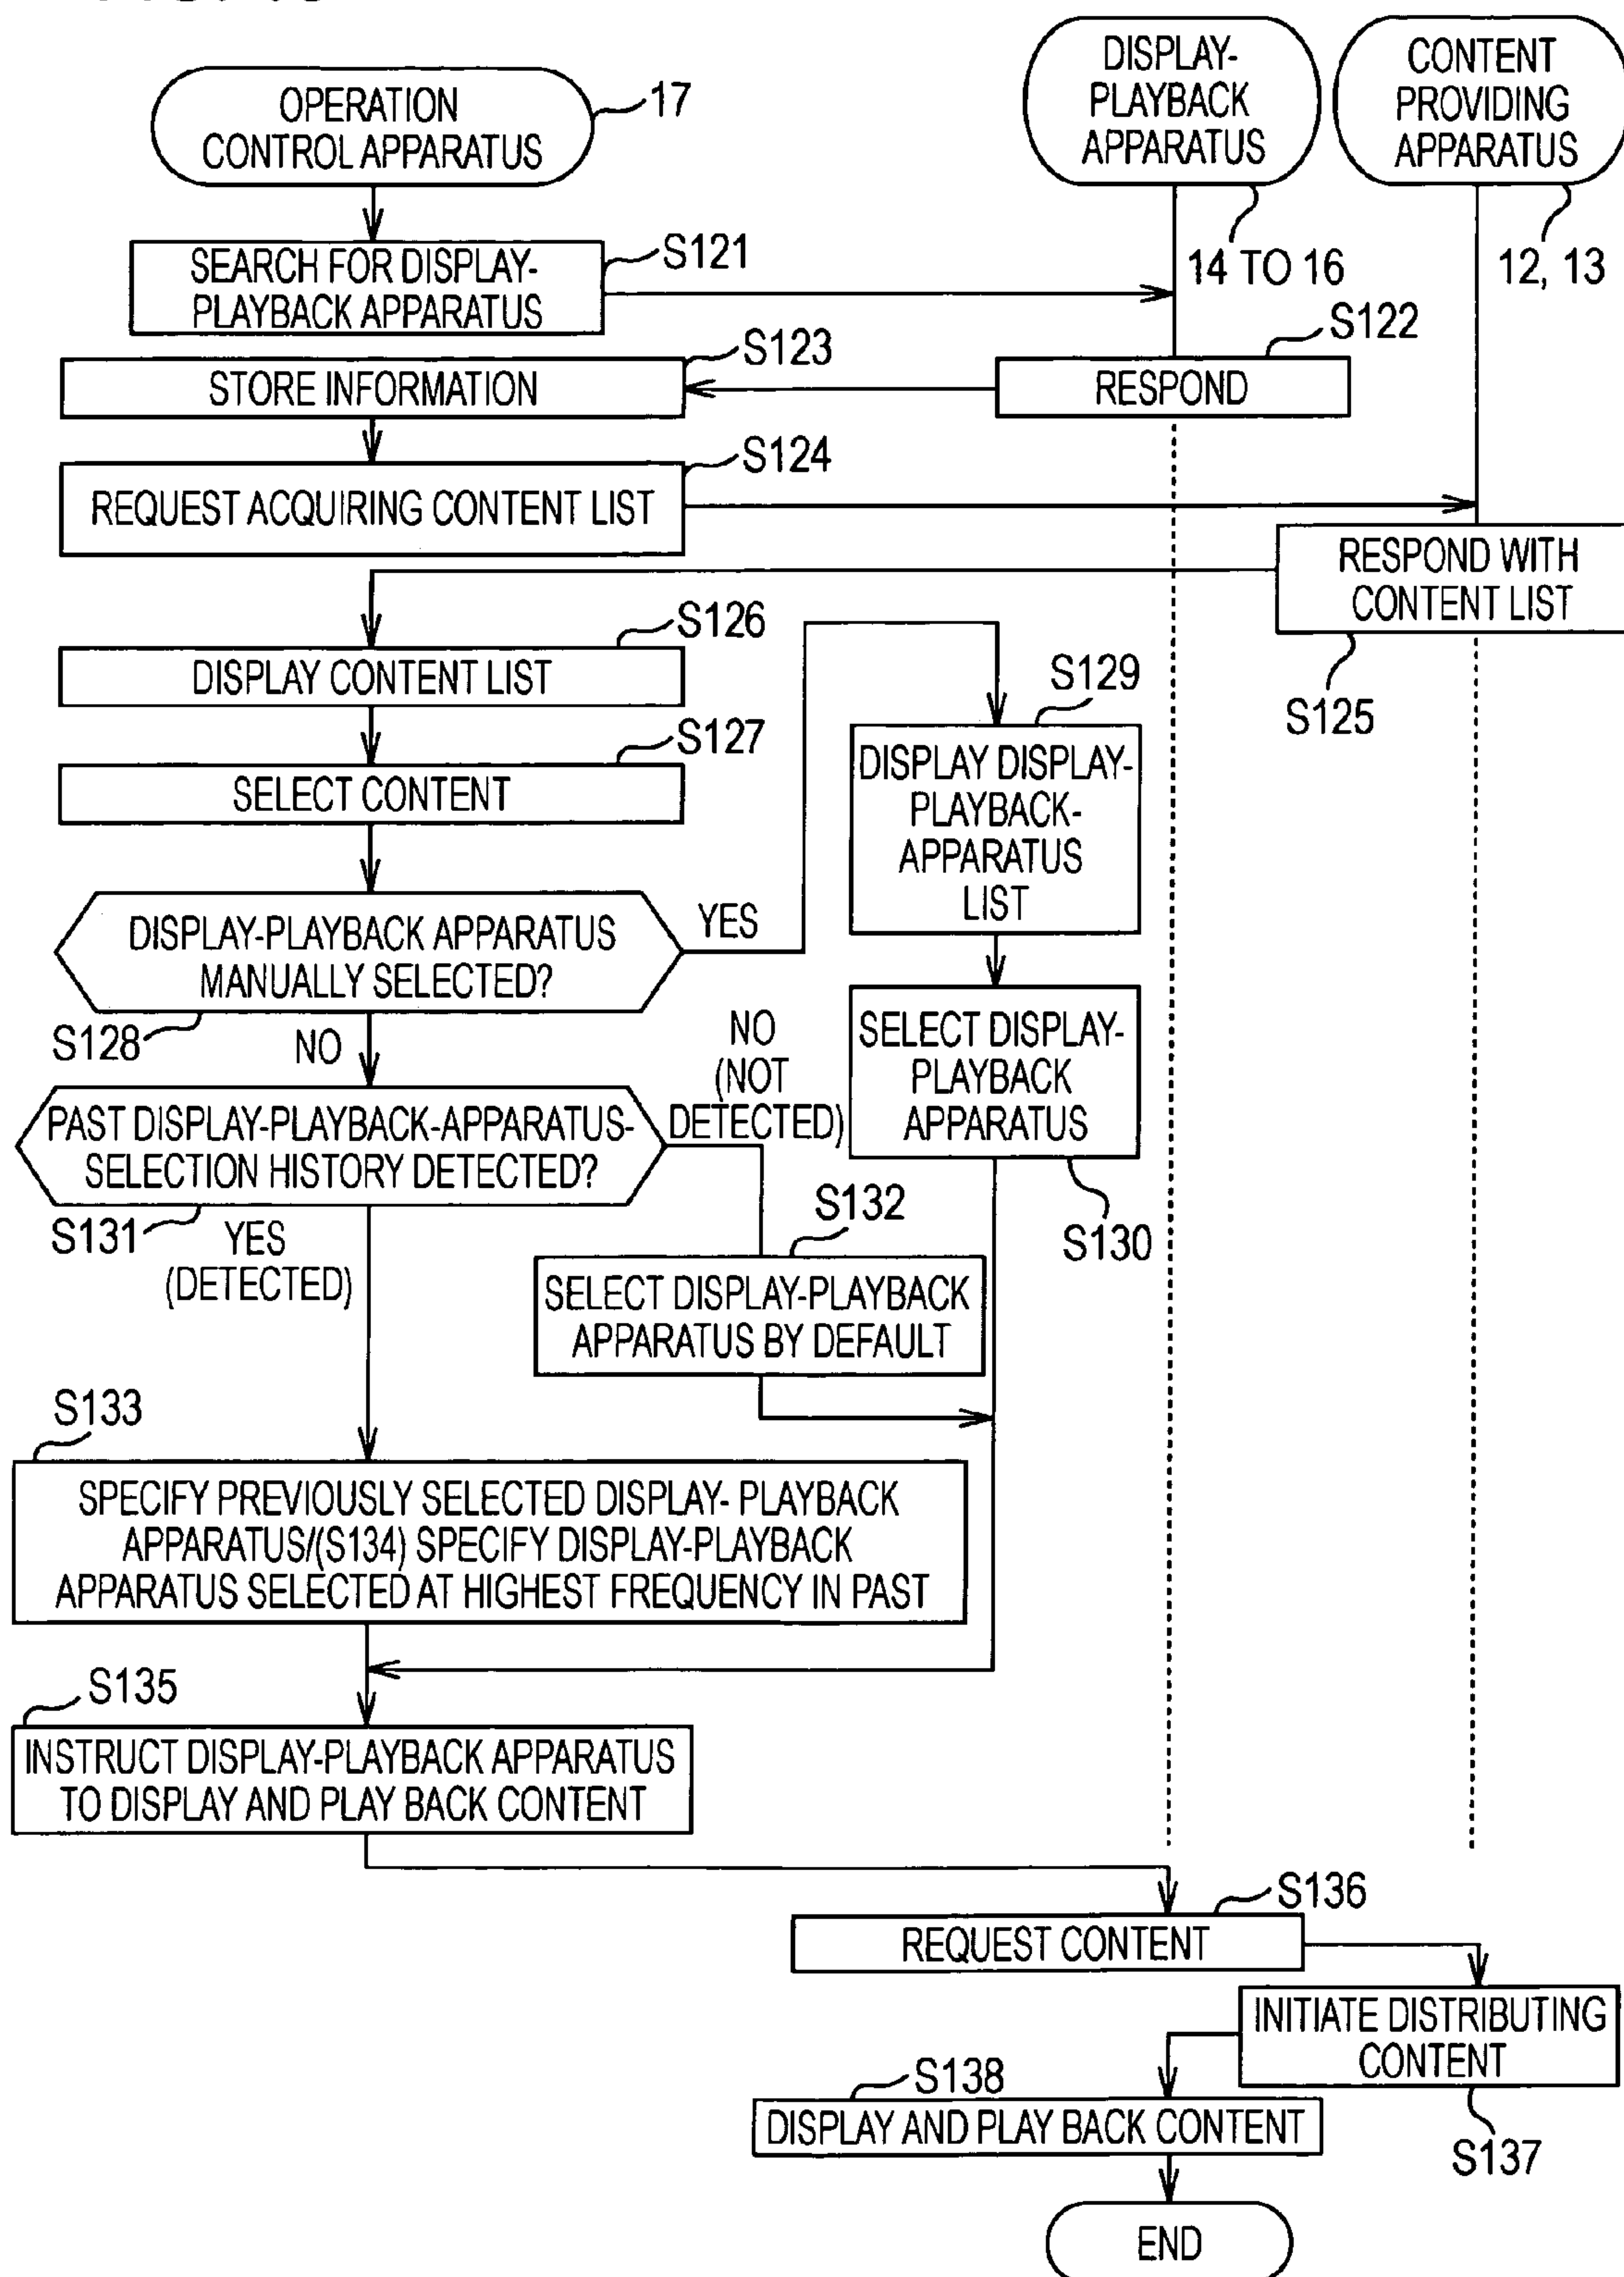 OPERATION
CONTROL APPARATUS
17
DISPLAY-
PLAYBACK
APPARATUS
14 TO 16
CONTENT
PROVIDING
APPARATUS
12, 13
SEARCH FOR DISPLAY-
PLAYBACK APPARATUS
S121
S122
RESPOND
S123
STORE INFORMATION
S124
REQUEST ACQUIRING CONTENT LIST
RESPOND WITH
CONTENT LIST
S125
S126
DISPLAY CONTENT LIST
S127
SELECT CONTENT
DISPLAY-PLAYBACK APPARATUS
MANUALLY SELECTED?
S128
YES
NO
S129
DISPLAY DISPLAY-
PLAYBACK-
APPARATUS
LIST
SELECT DISPLAY-
PLAYBACK
APPARATUS
S130
PAST DISPLAY-PLAYBACK-APPARATUS-
SELECTION HISTORY DETECTED?
S131
NO
(NOT
DETECTED)
YES
(DETECTED)
S132
SELECT DISPLAY-PLAYBACK
APPARATUS BY DEFAULT
S133
SPECIFY PREVIOUSLY SELECTED DISPLAY- PLAYBACK
APPARATUS/(S134) SPECIFY DISPLAY-PLAYBACK
APPARATUS SELECTED AT HIGHEST FREQUENCY IN PAST
S135
INSTRUCT DISPLAY-PLAYBACK APPARATUS
TO DISPLAY AND PLAY BACK CONTENT
S136
REQUEST CONTENT
INITIATE DISTRIBUTING
CONTENT
S137
S138
DISPLAY AND PLAY BACK CONTENT
END